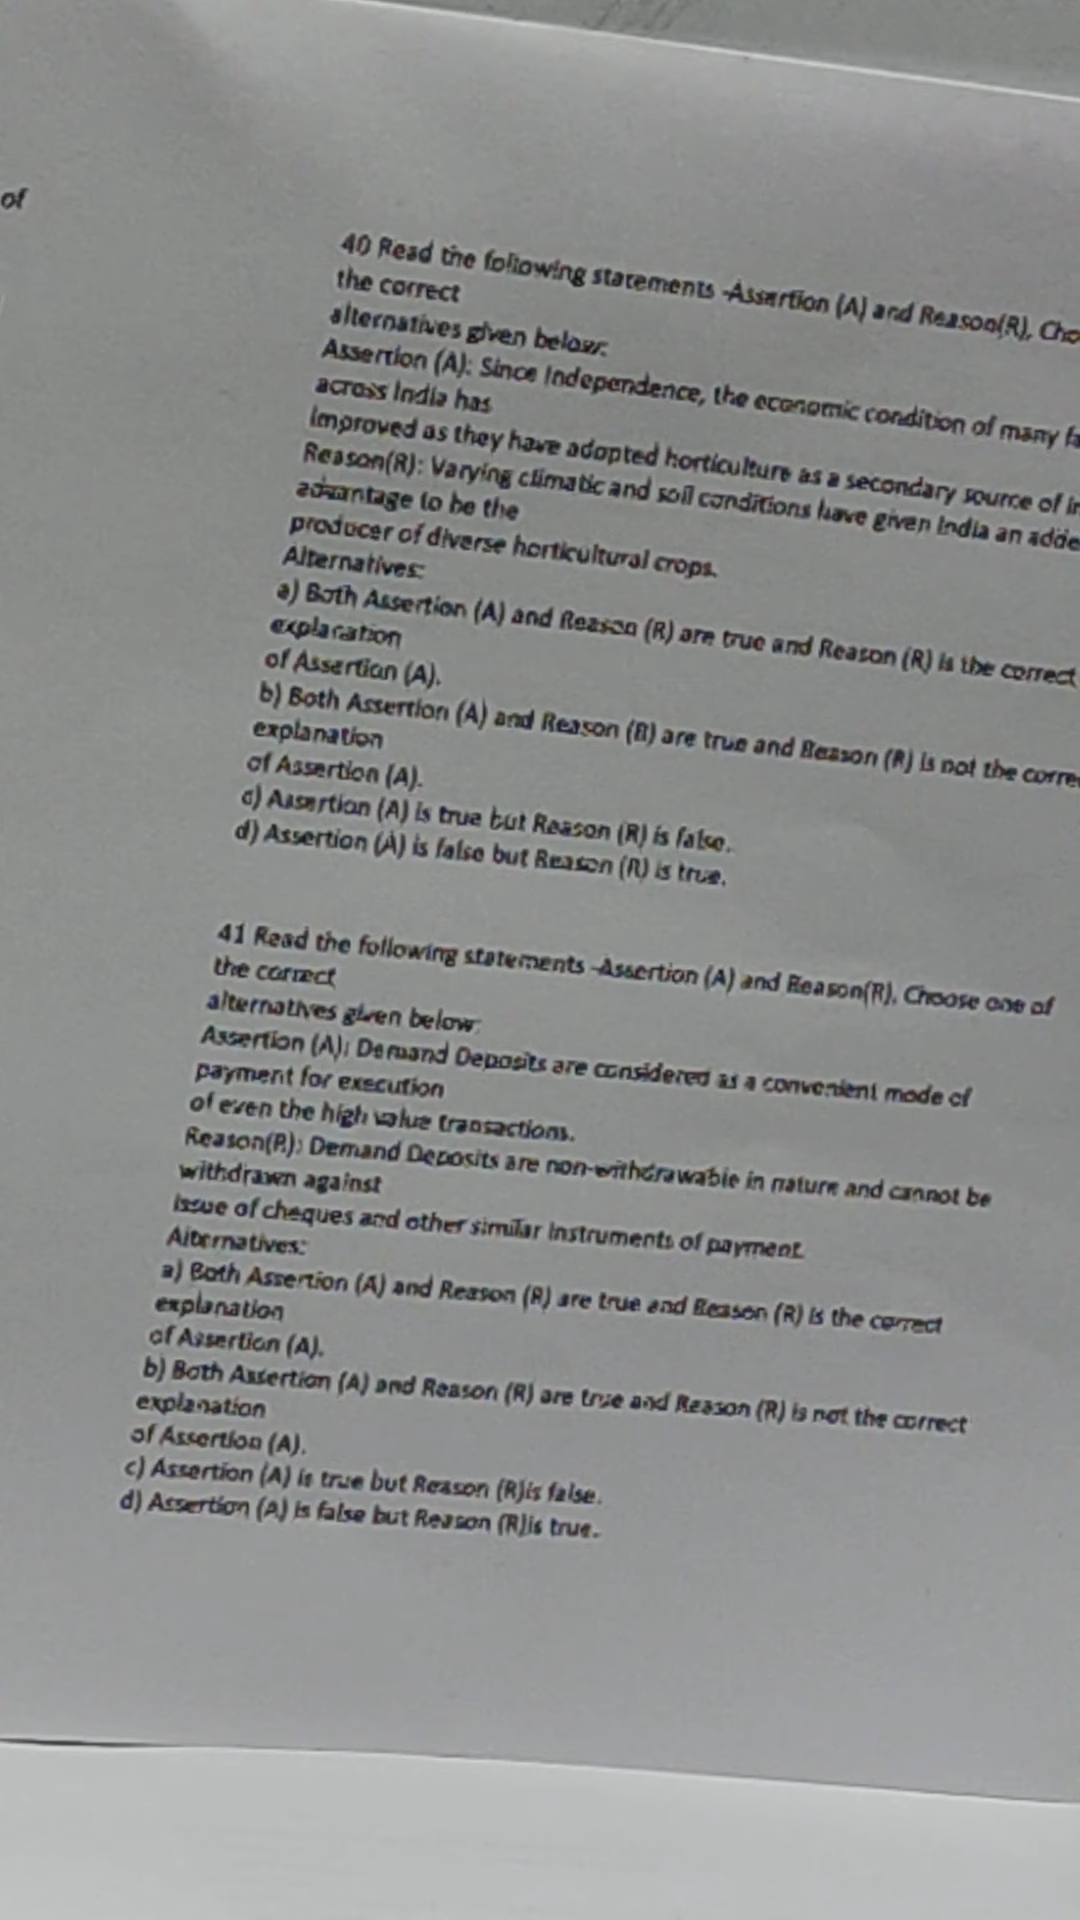 of
40 Read the following statements -Assertion (A) and Reason(R), Cho
the correct
alternatives given below:
Assertion (A): Since Independence, the economic condition of many fa
across India has
improved as they have adopted horticulture as a secondary source of in
Reason(R): Varying climatic and soil conditions have given India an adde
advantage to be the
producer of diverse horticultural crops.
Alternatives:
a) Both Assertion (A) and Reason (R) are true and Reason (R) is the correct
explanation
of Assertion (A).
b) Both Assertion (A) and Reason (R) are true and Reason (R) is not the corre
explanation
of Assertion (A).
c) Assertion (A) is true but Reason (R) is false.
d) Assertion (A) is false but Reason (R) is true.
41 Read the following statements -Assertion (A) and Reason(R). Choose one of
the correct
alternatives given below:
Assertion (A): Demand Deposits are considered as a convenient mode of
payment for execution
of even the high value transactions.
Reason(R): Demand Deposits are non-withdrawable in nature and cannot be
withdrawn against
issue of cheques and other similar instruments of payment.
Alternatives:
a) Both Assertion (A) and Reason (R) are true and Reason (R) is the correct
explanation
of Assertion (A).
b) Both Assertion (A) and Reason (R) are true and Reason (R) is not the correct
explanation
of Assertion (A).
c) Assertion (A) is true but Reason (R)is false.
d) Assertion (A) is false but Reason (R)is true.